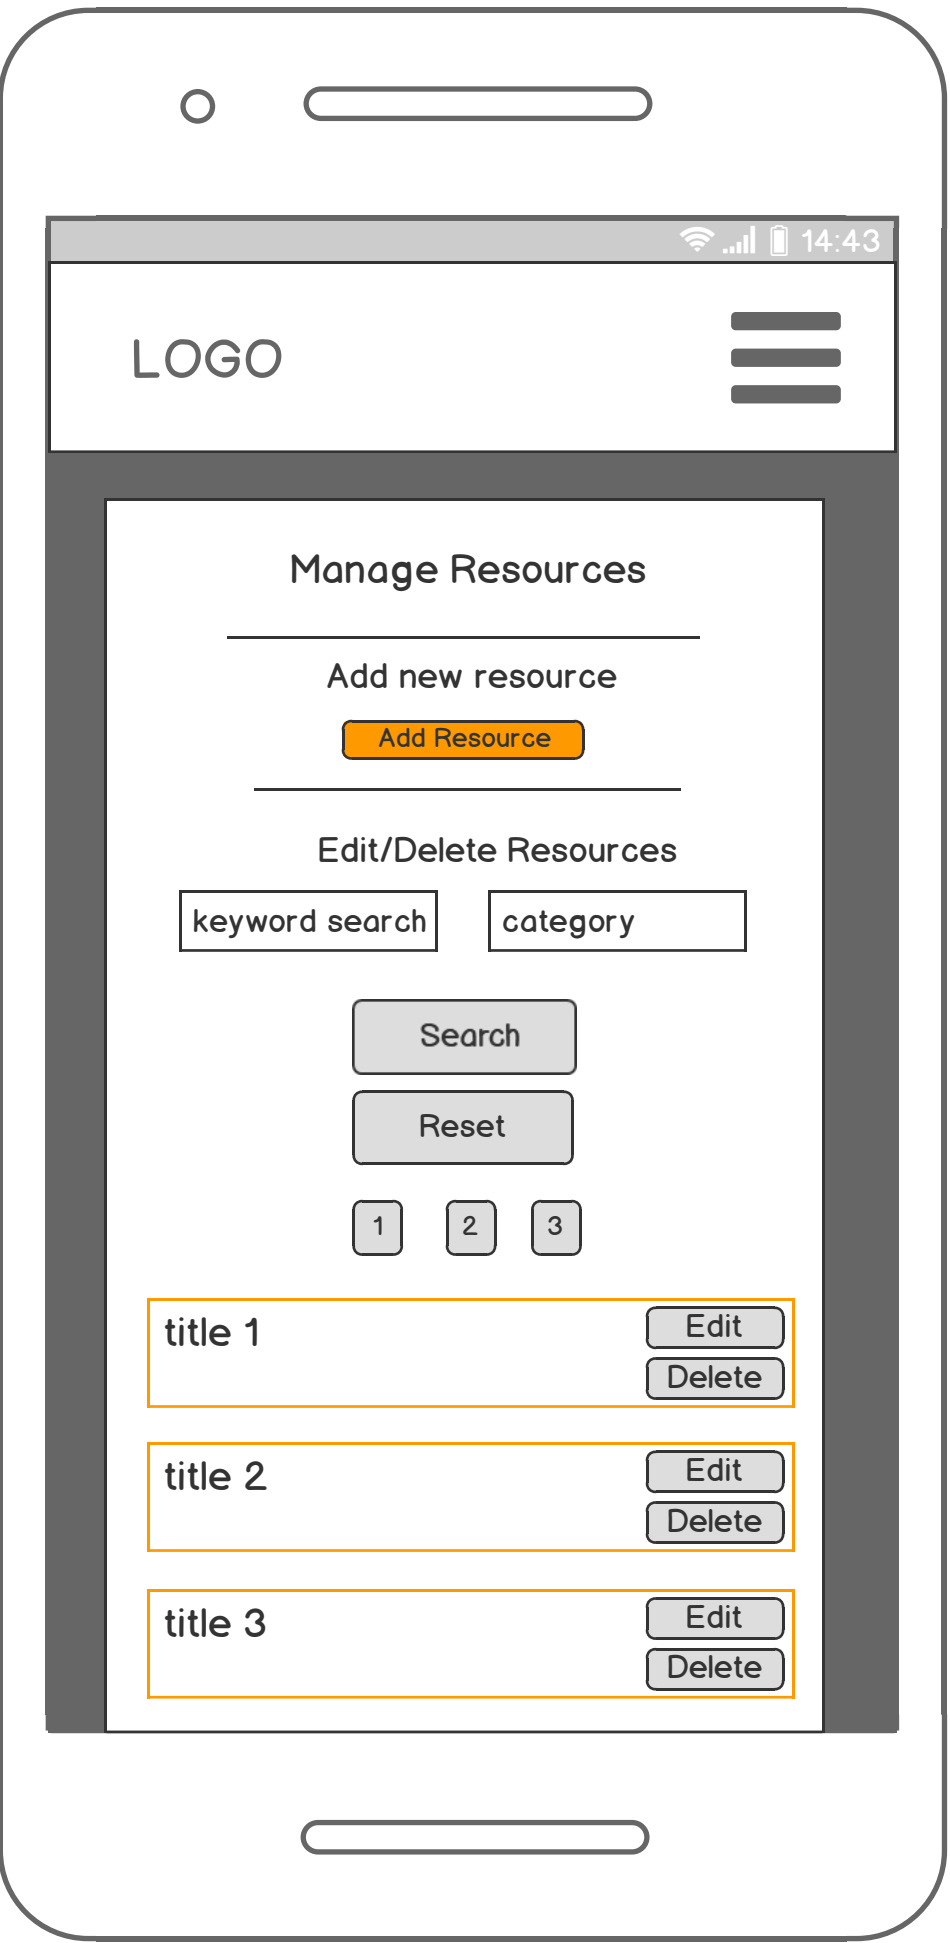 14:43
LOGO
Manage Resources
Add new resource
Add Resource
Edit/Delete Resources
keyword search
category
Search
Reset
1 2 3
title 1
Edit
Delete
title 2
Edit
Delete
title 3
Edit
Delete